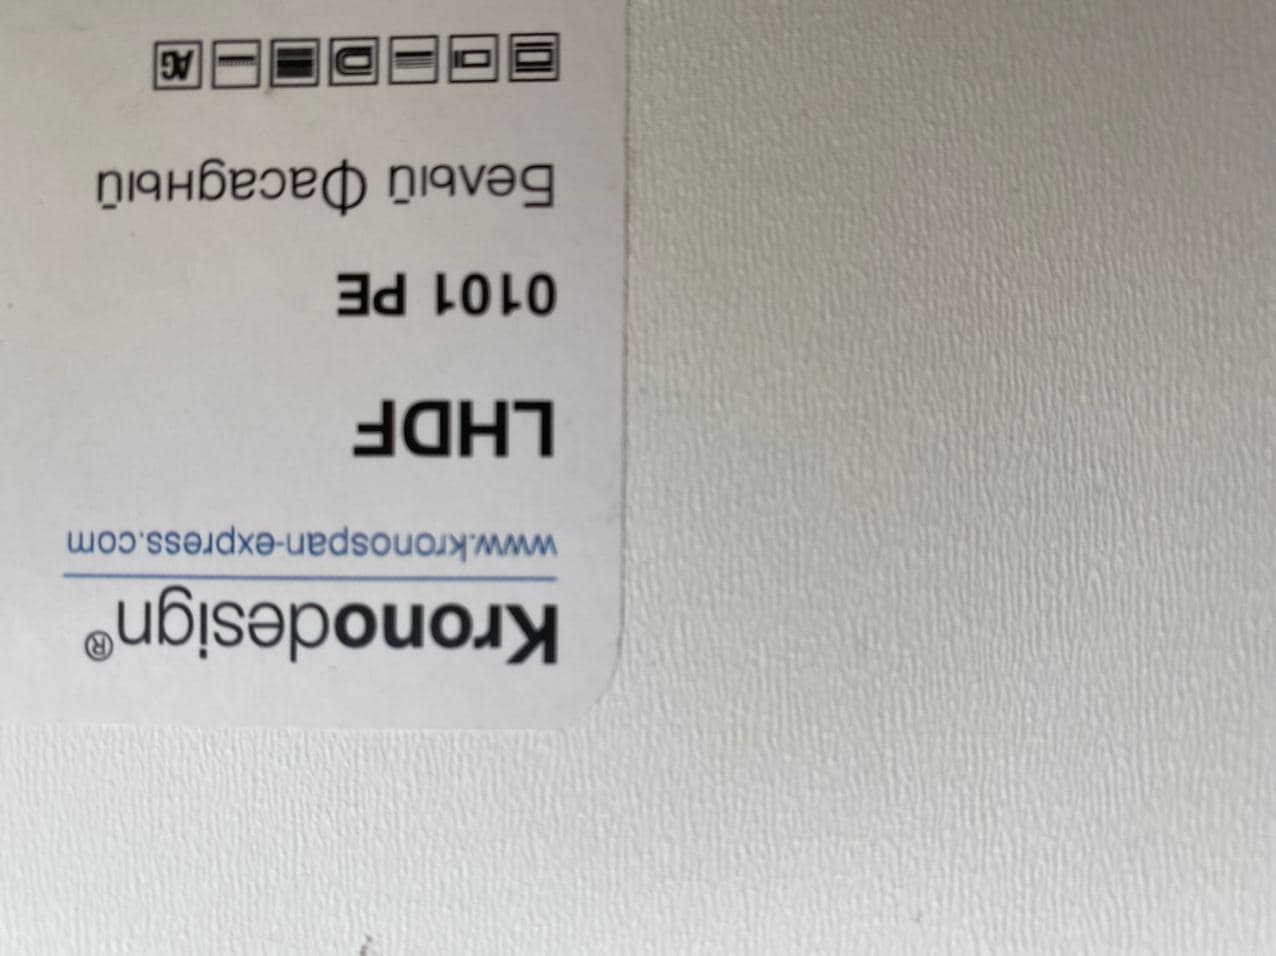 Kronodesign®
www.kronospan-express.com
LHDF
0101 PE
Белый Фасадный
AG